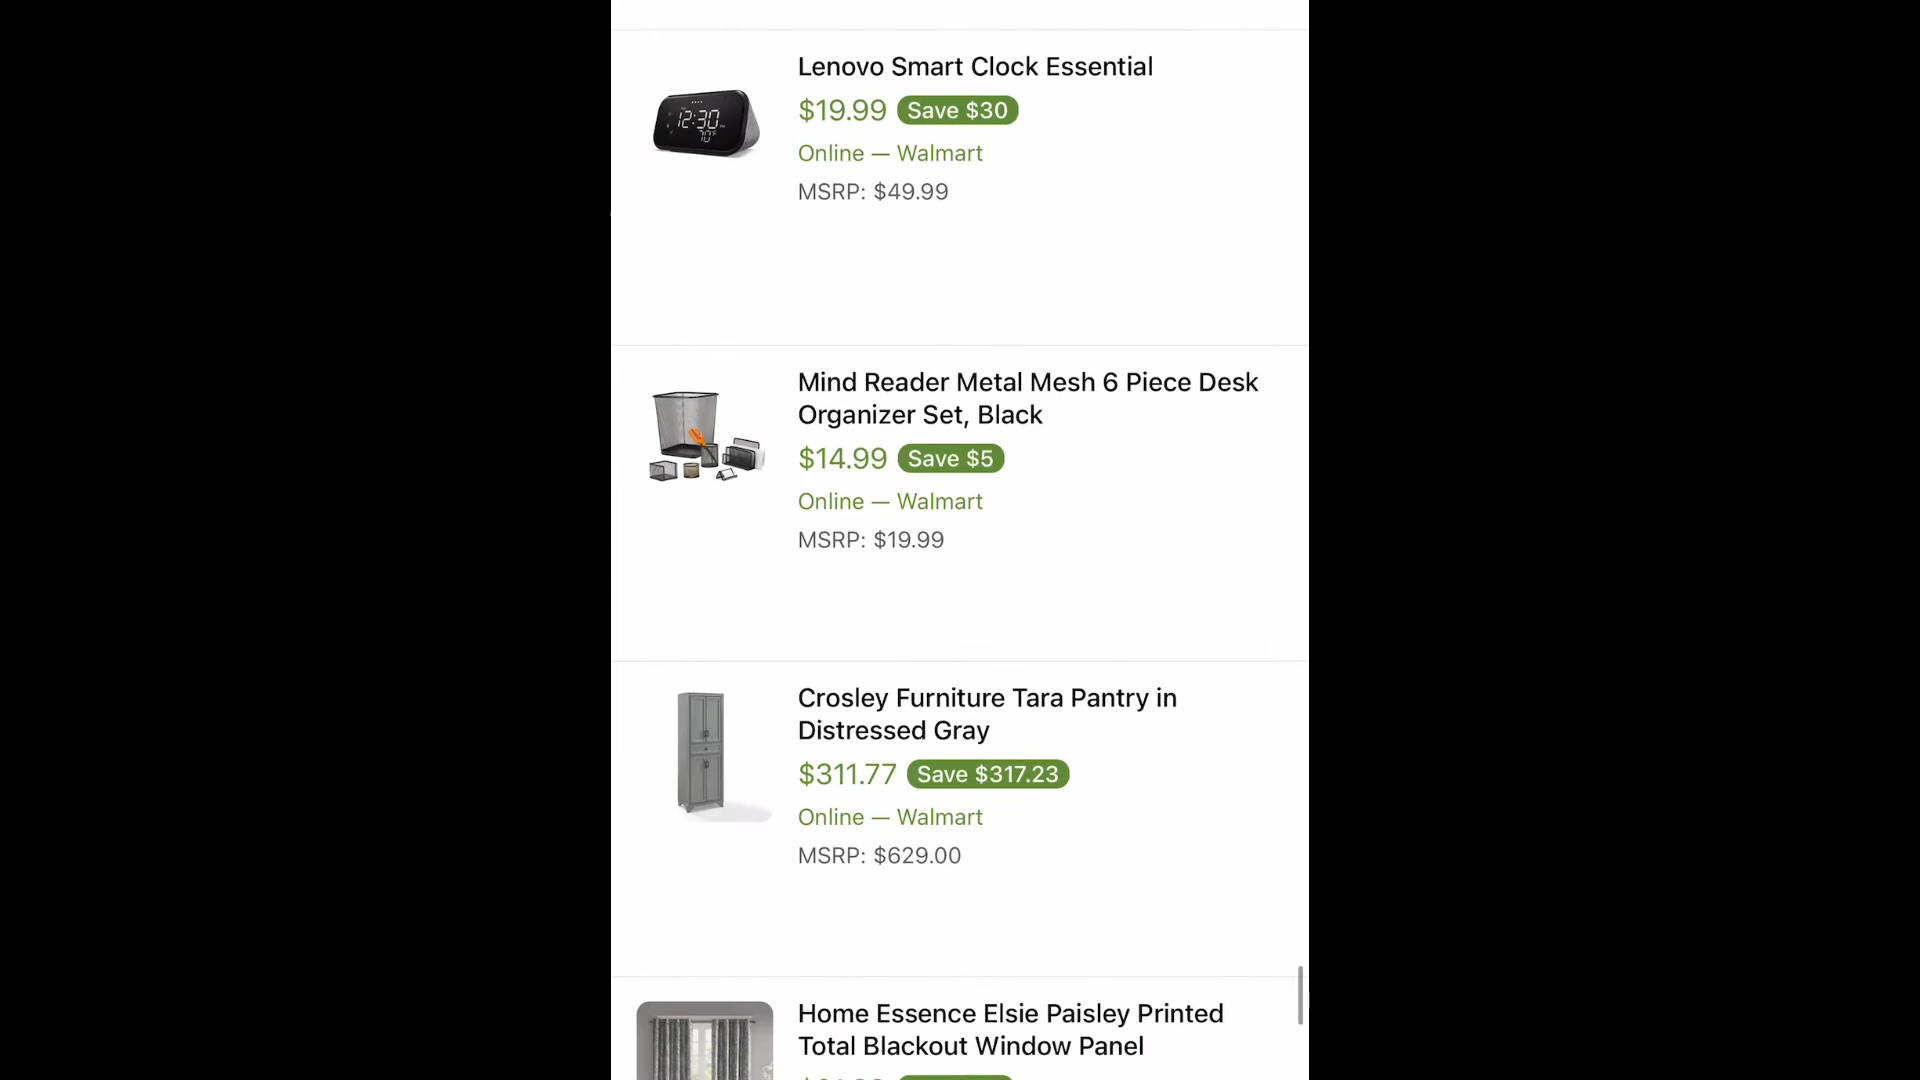 Lenovo Smart Clock Essential
$19.99 Save $30
Online — Walmart
MSRP: $49.99
12:30
70°F
Mind Reader Metal Mesh 6 Piece Desk
Organizer Set, Black
$14.99 Save $5
Online — Walmart
MSRP: $19.99
Crosley Furniture Tara Pantry in
Distressed Gray
$311.77 Save $317.23
Online — Walmart
MSRP: $629.00
Home Essence Elsie Paisley Printed
Total Blackout Window Panel